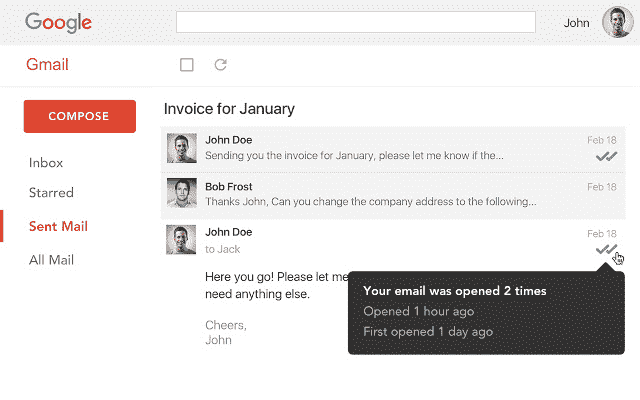 Google
John
Gmail
COMPOSE
Inbox
Starred
Sent Mail
All Mail
Invoice for January
John Doe
Feb 18
Sending you the invoice for January, please let me know if the...
Bob Frost
Feb 18
Thanks John, Can you change the company address to the following...
John Doe
Feb 18
to Jack
Here you go! Please let me
need anything else.
Cheers,
John
Your email was opened 2 times
Opened 1 hour ago
First opened 1 day ago